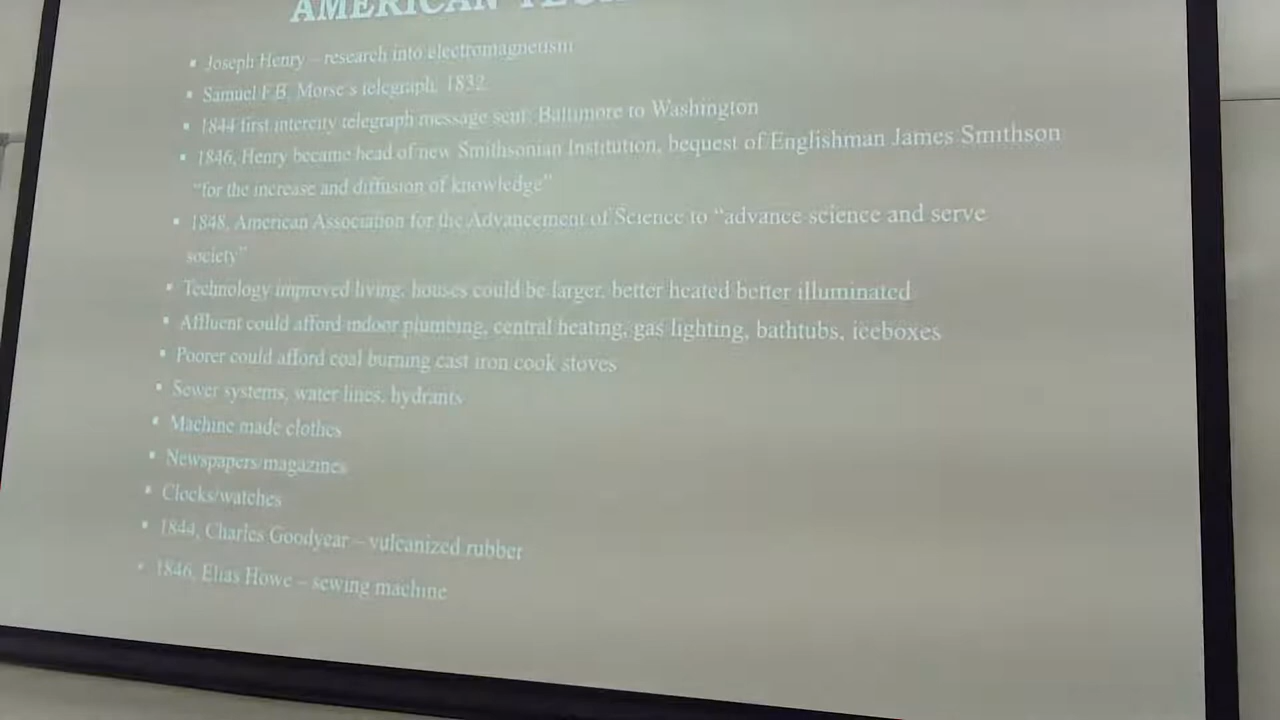 AMERICAN
▪ Joseph Henry – research into electromagnetism
▪ Samuel F.B. Morse's telegraph, 1832
▪ 1844 first intercity telegraph message sent: Baltimore to Washington
▪ 1846, Henry became head of new Smithsonian Institution, bequest of Englishman James Smithson
"for the increase and diffusion of knowledge"
▪ 1848, American Association for the Advancement of Science to "advance science and serve
society"
▪ Technology improved living, houses could be larger, better heated better illuminated
▪ Affluent could afford indoor plumbing, central heating, gas lighting, bathtubs, iceboxes
▪ Poorer could afford coal burning cast iron cook stoves
▪ Sewer systems, water lines, hydrants
▪ Machine made clothes
▪ Newspapers/magazines
▪ Clocks/watches
▪ 1844, Charles Goodyear – vulcanized rubber
▪ 1846, Elias Howe – sewing machine